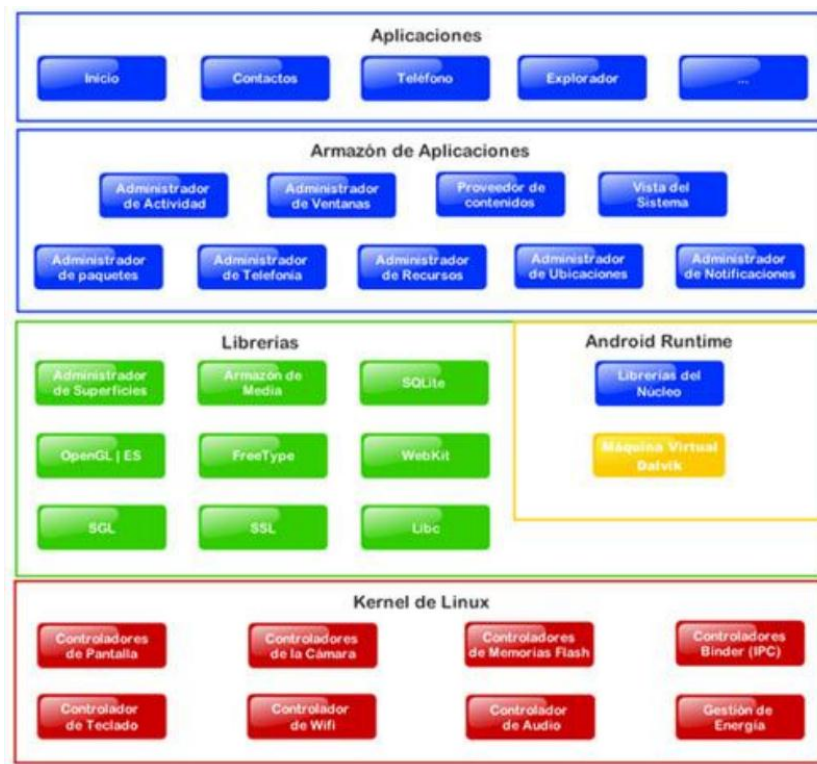 Aplicaciones
Inicio
Contactos
Teléfono
Explorador
...
Armazón de Aplicaciones
Administrador
de Actividad
Administrador
de Ventanas
Proveedor de
contenidos
Vista del
Sistema
Administrador
de paquetes
Administrador
de Telefonía
Administrador
de Recursos
Administrador
de Ubicaciones
Administrador
de Notificaciones
Librerías
Administrador
de Superficies
Armazón de
Media
SQLite
OpenGL | ES
FreeType
WebKit
SGL
SSL
Libc
Android Runtime
Librerías del
Núcleo
Máquina Virtual
Dalvik
Kernel de Linux
Controladores
de Pantalla
Controladores
de la Cámara
Controladores
de Memorias Flash
Controladores
Binder (IPC)
Controlador
de Teclado
Controlador
de Wifi
Controlador
de Audio
Gestión de
Energía